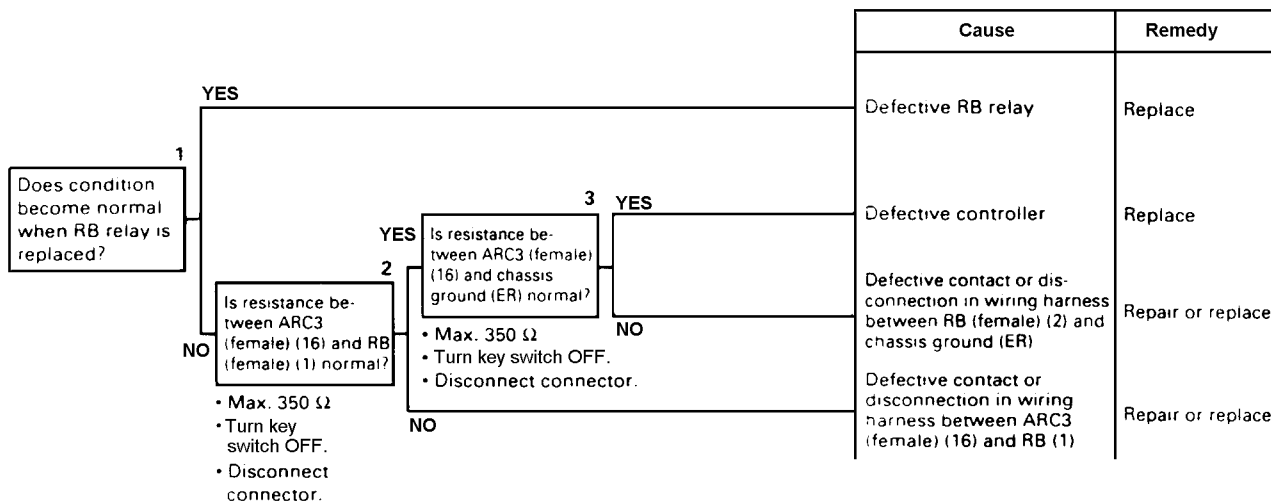 Cause Remedy
YES
Defective RB relay Replace
1
Does condition
become normal
when RB relay is
replaced?
3
YES
Defective controller Replace
YES
Is resistance be-
tween ARC3 (female)
(16) and chassis
ground (ER) normal?
2
Is resistance be-
tween ARC3
(female) (16) and RB
(female) (1) normal?
NO
NO
• Max. 350 Ω
• Turn key switch OFF.
• Disconnect connector.
Defective contact or dis-
connection in wiring harness
between RB (female) (2) and
chassis ground (ER)
Repair or replace
• Max. 350 Ω
• Turn key
switch OFF.
• Disconnect
connector.
NO
Defective contact or
disconnection in wiring
harness between ARC3
(female) (16) and RB (1)
Repair or replace